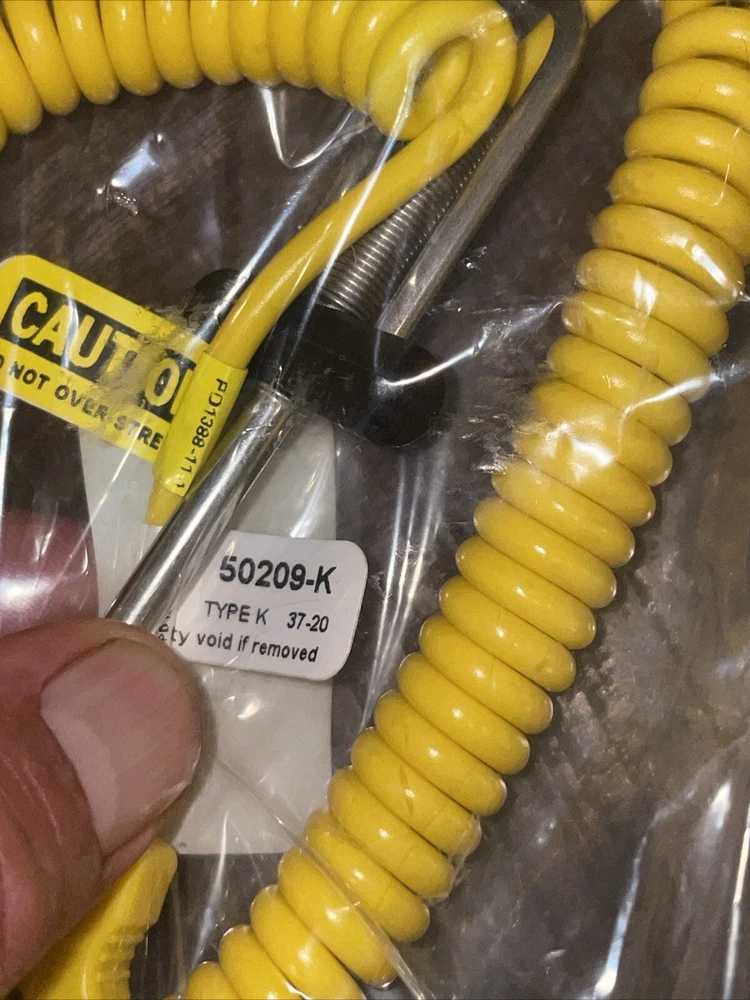 CAUTIO
O NOT OVER-STRE
PD1388-11
50209-K
TYPE K 37-20
ty void if removed